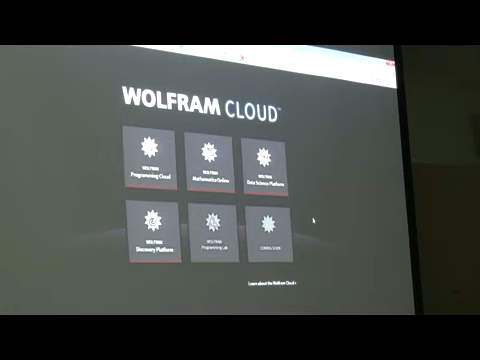 WOLFRAM CLOUD™
WOLFRAM
Programming Cloud
WOLFRAM
Mathematica Online
WOLFRAM
Data Science Platform
WOLFRAM
Discovery Platform
WOLFRAM
Programming Lab
COMING SOON
Learn about the Wolfram Cloud ›